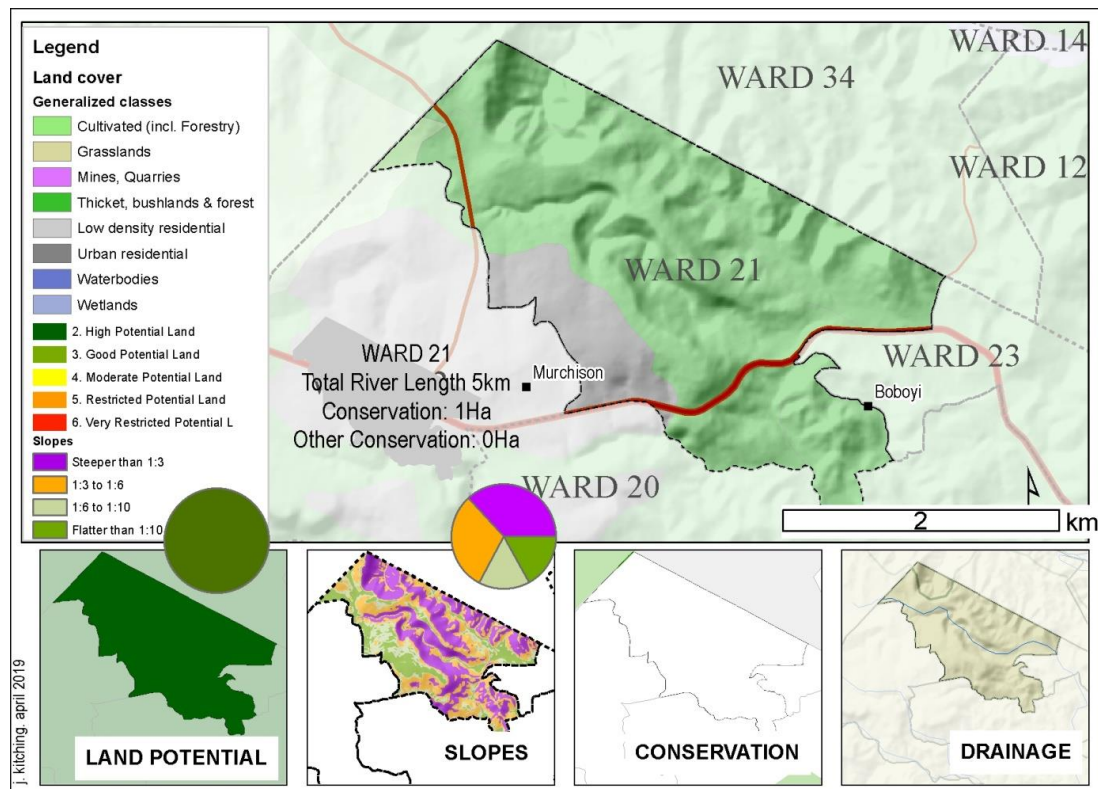 Legend
Land cover
Generalized classes
Cultivated (incl. Forestry)
Grasslands
Mines, Quarries
Thicket, bushlands & forest
Low density residential
Urban residential
Waterbodies
Wetlands
2. High Potential Land
3. Good Potential Land
4. Moderate Potential Land
5. Restricted Potential Land
6. Very Restricted Potential L
Slopes
Steeper than 1:3
1:3 to 1:6
1:6 to 1:10
Flatter than 1:10
WARD 14
WARD 34
WARD 12
WARD 21
WARD 23
WARD 20
WARD 21
Total River Length 5km
Conservation: 1Ha
Other Conservation: 0Ha
Murchison
Boboyi
2
km
LAND POTENTIAL
SLOPES
CONSERVATION
DRAINAGE
j. kitching. april 2019